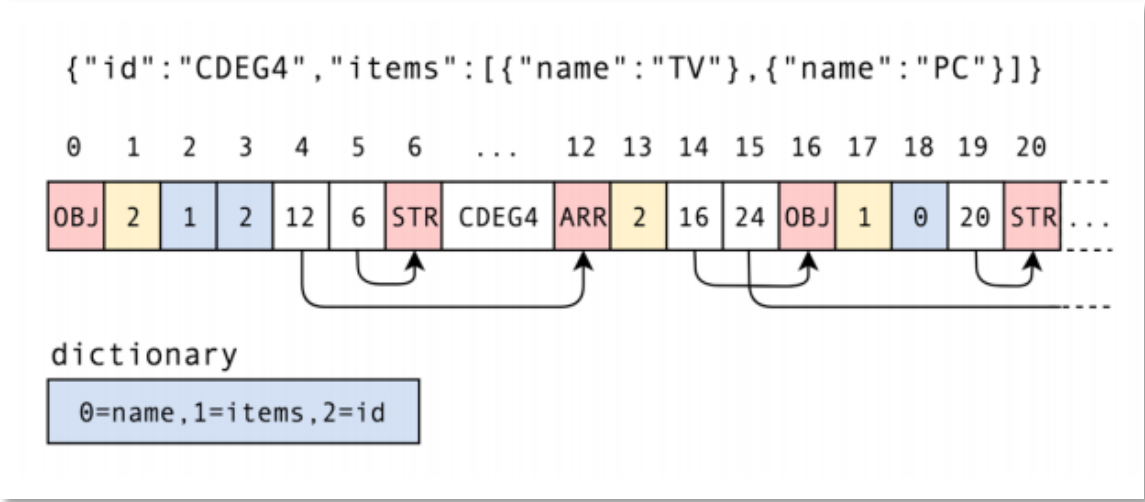 {"id":"CDEG4","items":[{"name":"TV"},{"name":"PC"}]}
0 1 2 3 4 5 6 ... 12 13 14 15 16 17 18 19 20
OBJ 2 1 2 12 6 STR CDEG4 ARR 2 16 24 OBJ 1 0 20 STR ...
dictionary
0=name,1=items,2=id